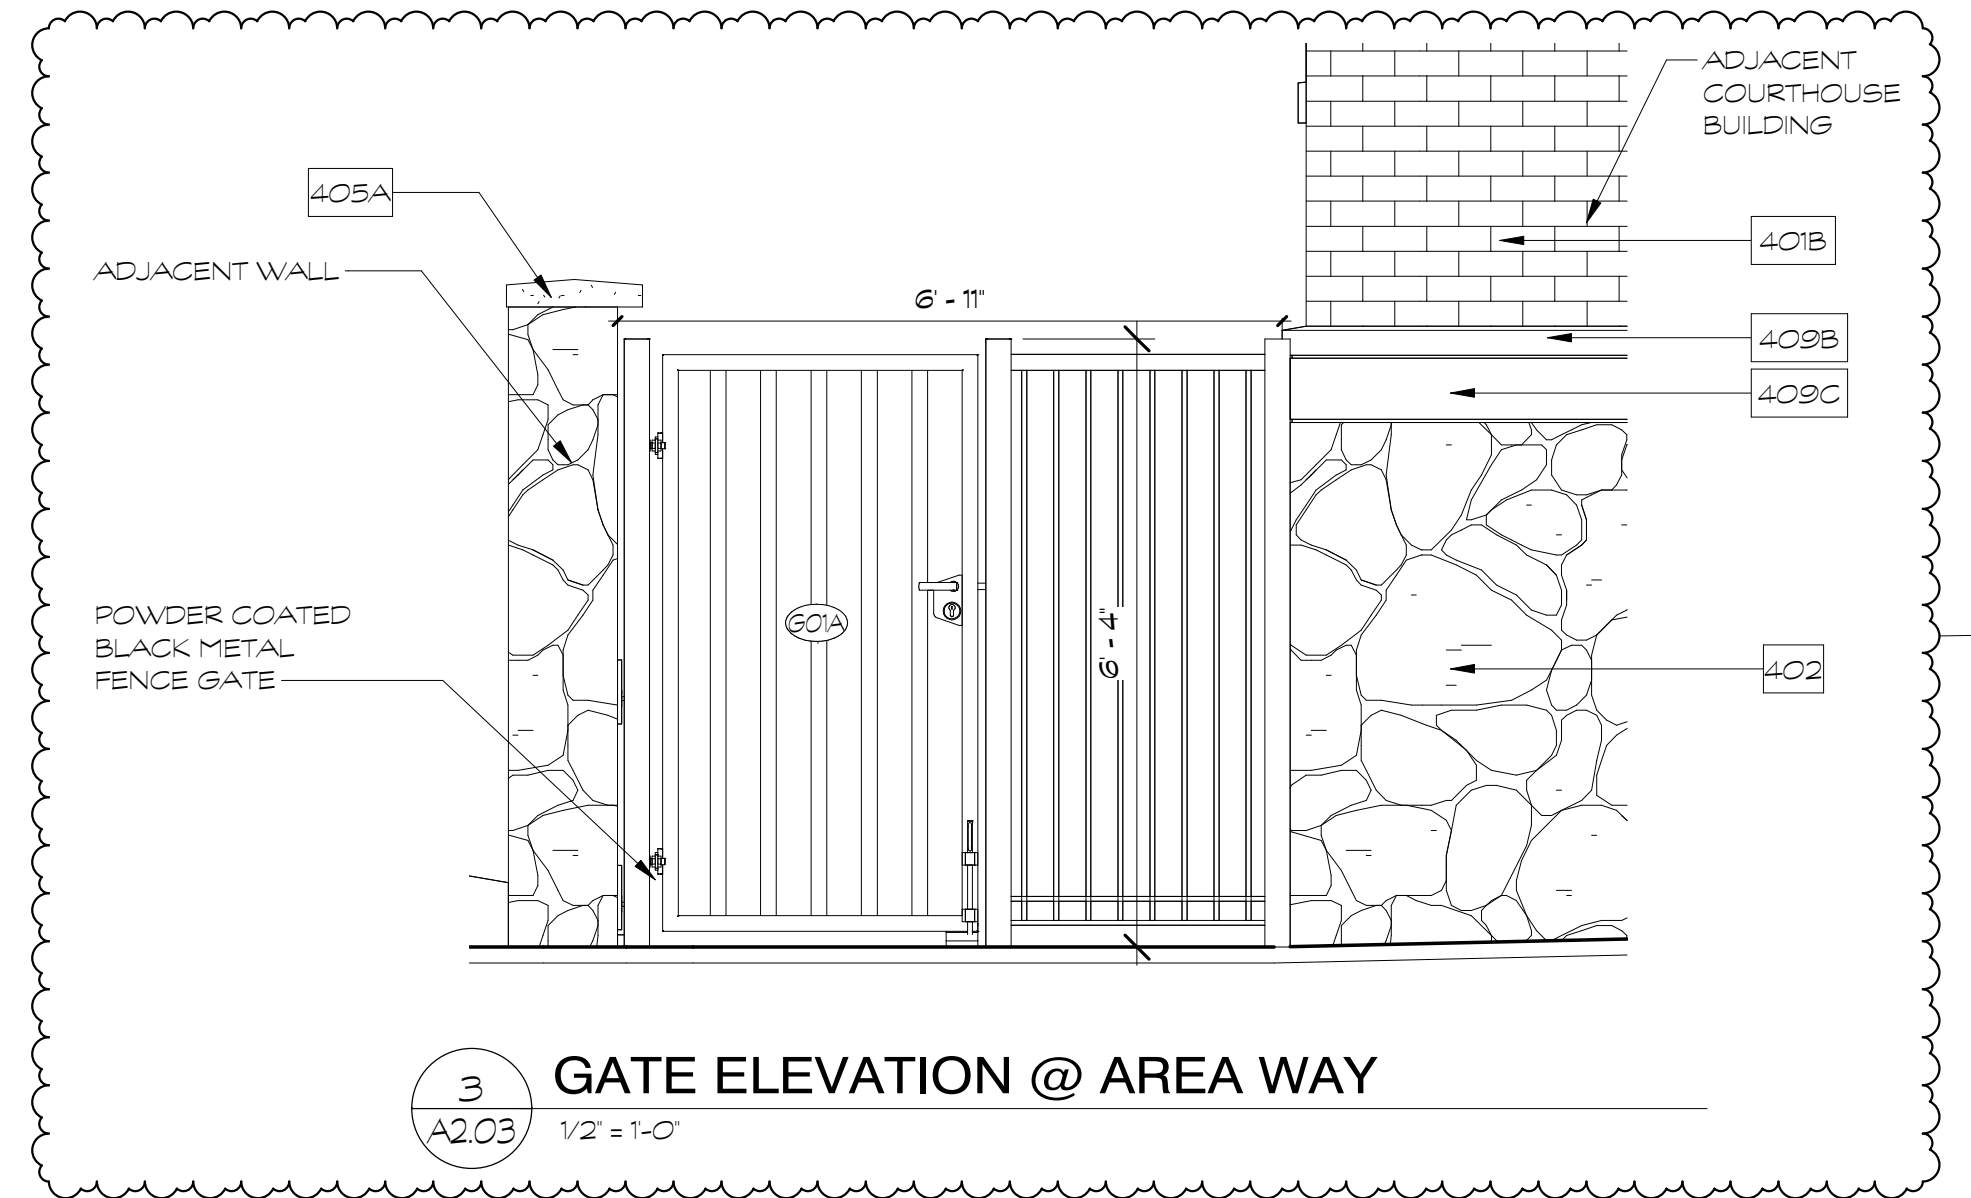 ADJACENT
COURTHOUSE
BUILDING
405A
401B
ADJACENT WALL
6' - 11"
409B
409C
6' - 4"
G01A
POWDER COATED
BLACK METAL
FENCE GATE
402
3
A2.03
GATE ELEVATION @ AREA WAY
1/2" = 1'-0"